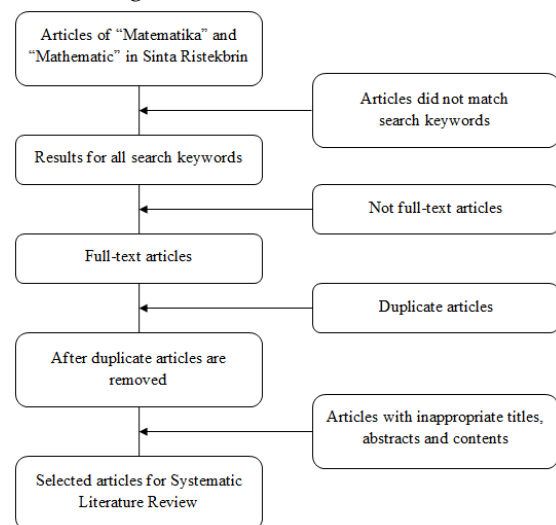 Articles of “Matematika” and
“Mathematic” in Sinta Ristekbrin
Articles did not match
search keywords
Results for all search keywords
Not full-text articles
Full-text articles
Duplicate articles
After duplicate articles are
removed
Articles with inappropriate titles,
abstracts and contents
Selected articles for Systematic
Literature Review